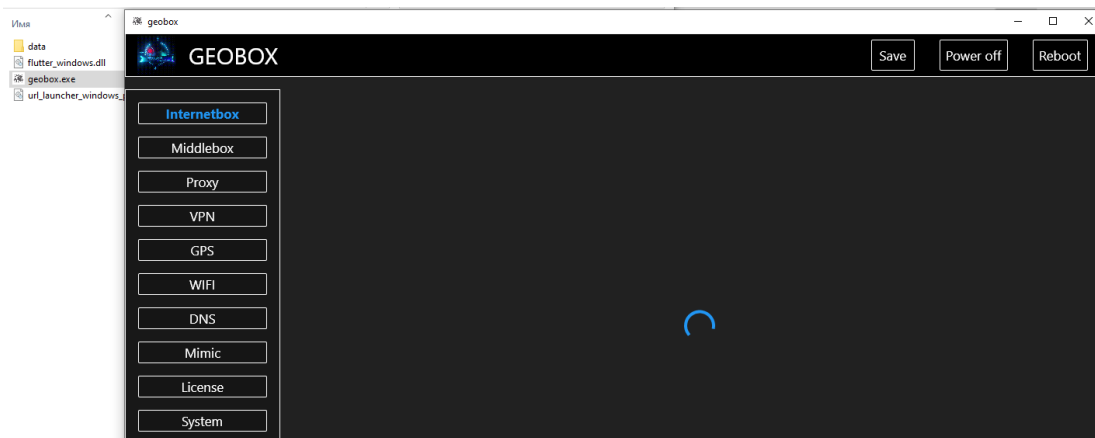 Имя
data
flutter_windows.dll
geobox.exe
url_launcher_windows_p
geobox
GEOBOX
Save
Power off
Reboot
Internetbox
Middlebox
Proxy
VPN
GPS
WIFI
DNS
Mimic
License
System